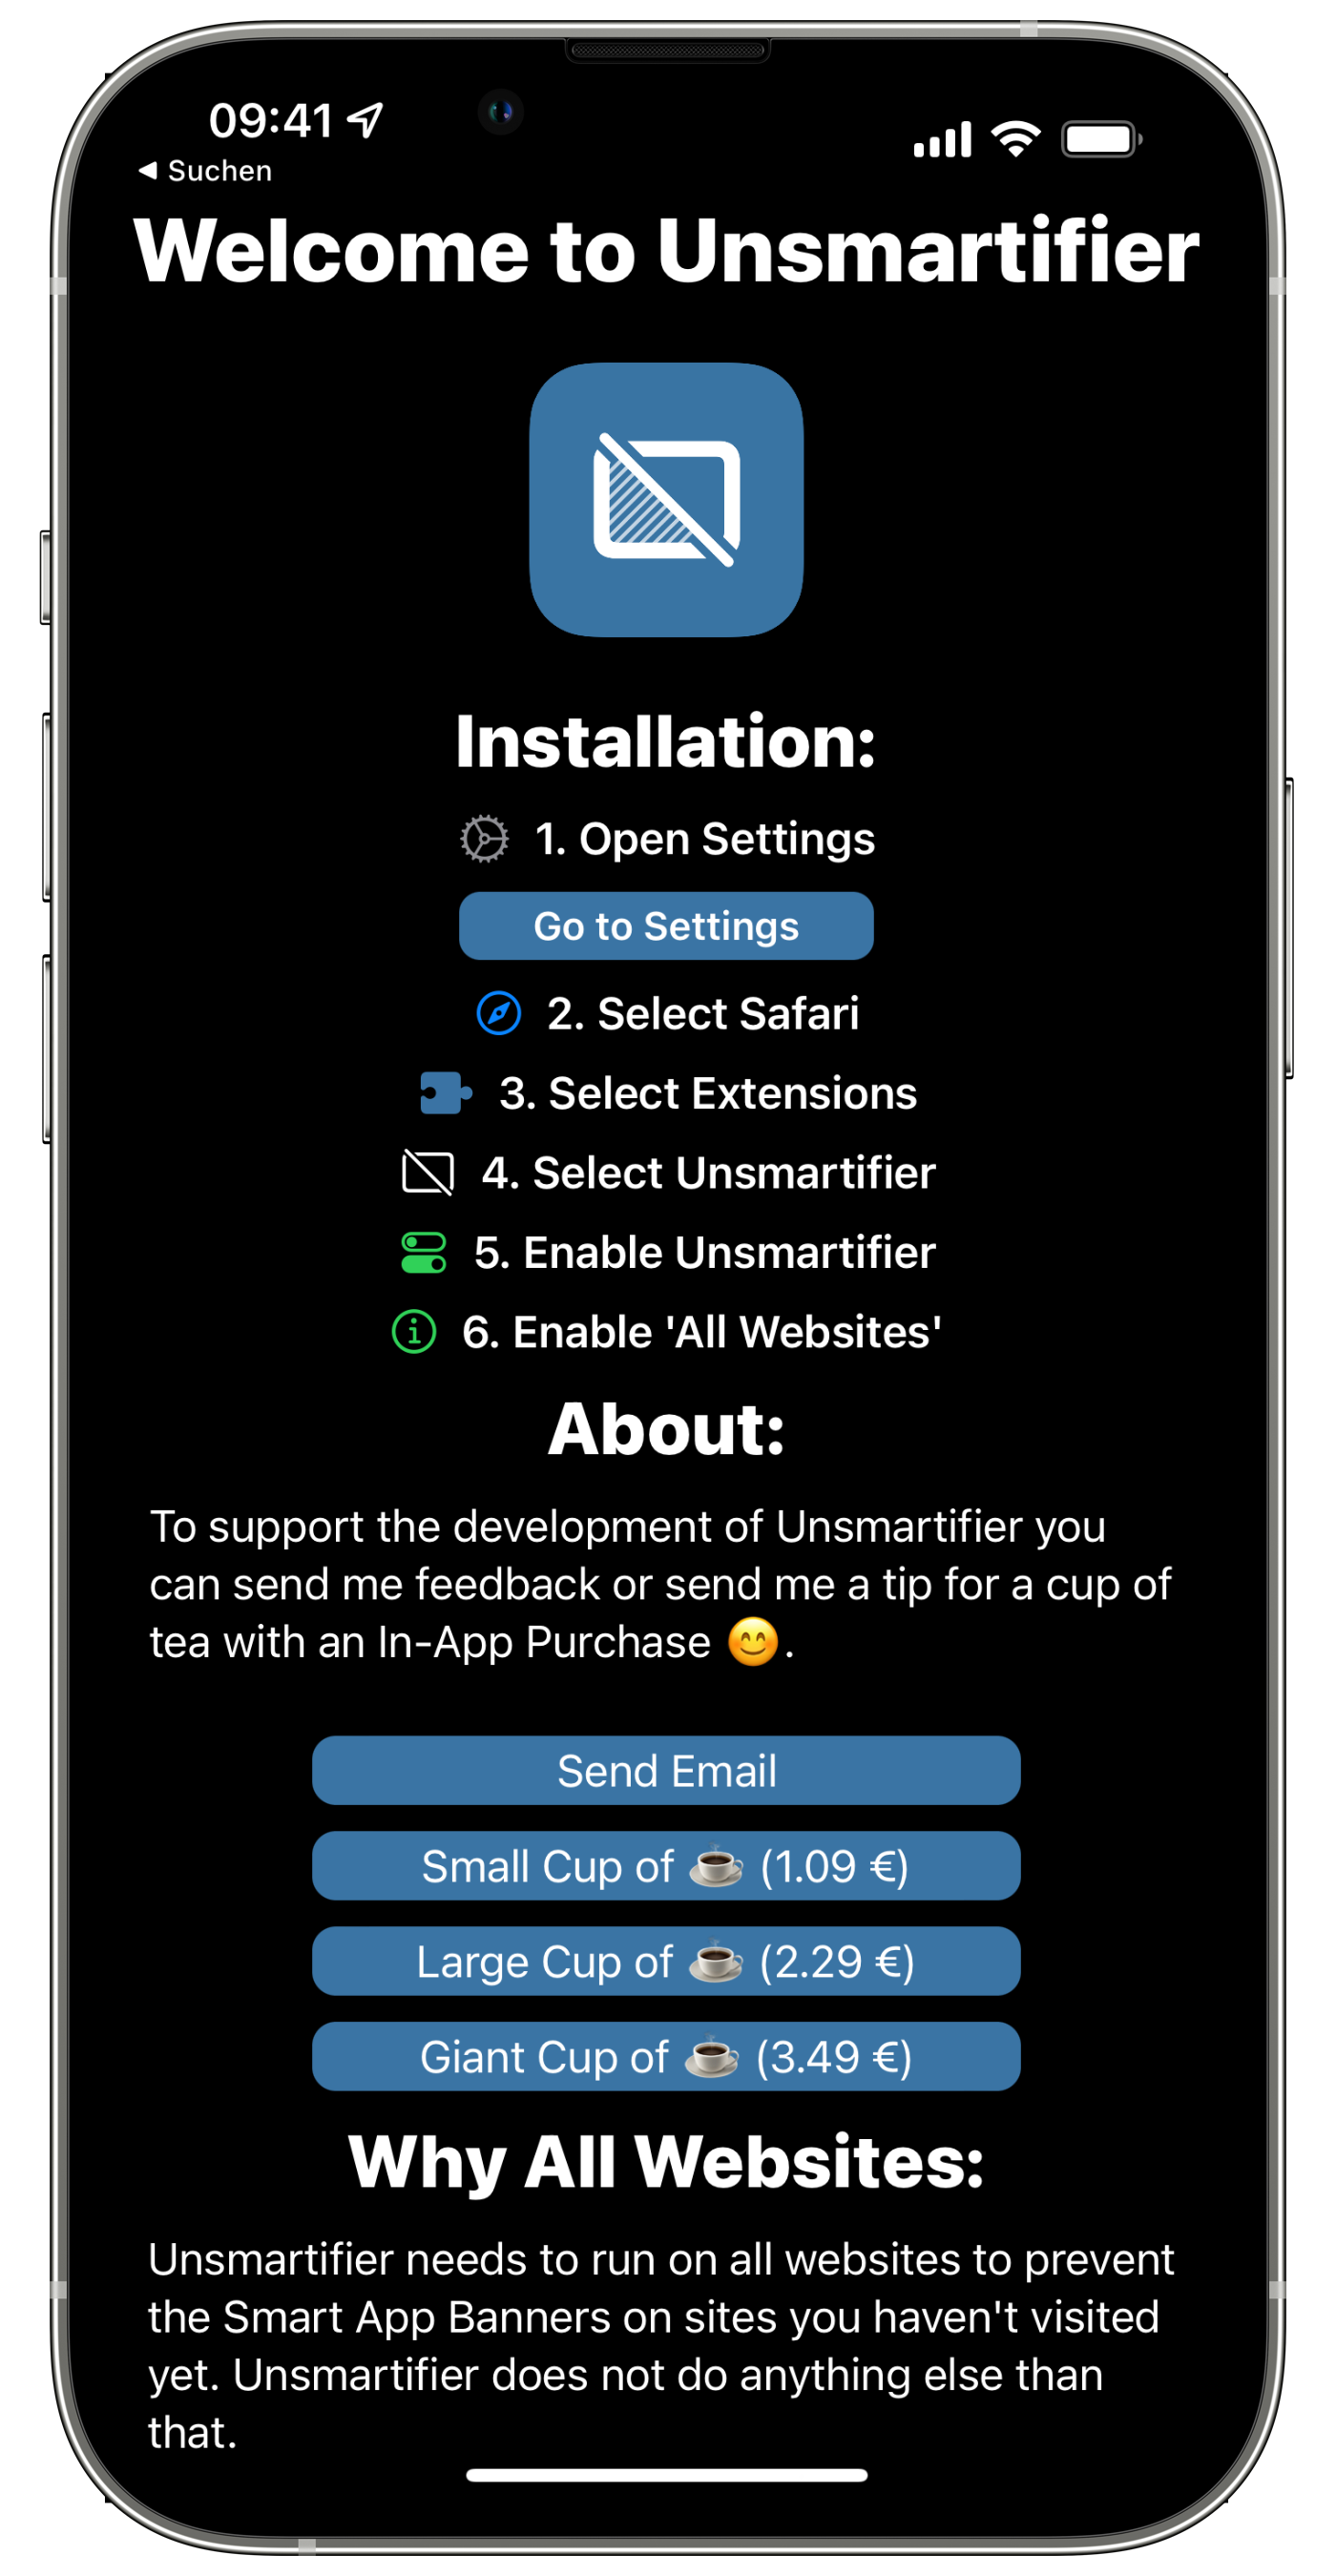 09:41
◀ Suchen
Welcome to Unsmartifier
Installation:
1. Open Settings
Go to Settings
2. Select Safari
3. Select Extensions
4. Select Unsmartifier
5. Enable Unsmartifier
6. Enable 'All Websites'
About:
To support the development of Unsmartifier you
can send me feedback or send me a tip for a cup of
tea with an In-App Purchase 😊.
Send Email
Small Cup of ☕ (1.09 €)
Large Cup of ☕ (2.29 €)
Giant Cup of ☕ (3.49 €)
Why All Websites:
Unsmartifier needs to run on all websites to prevent
the Smart App Banners on sites you haven't visited
yet. Unsmartifier does not do anything else than
that.